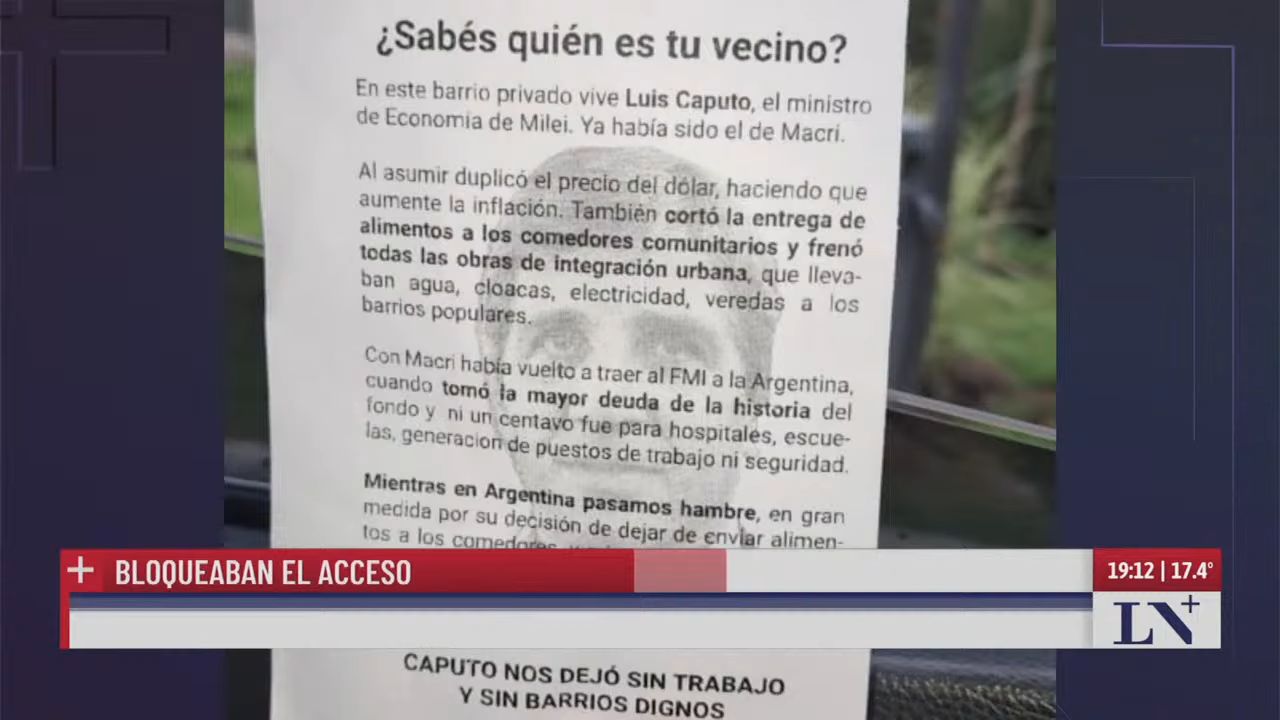 ¿Sabés quién es tu vecino?
En este barrio privado vive Luis Caputo, el ministro
de Economía de Milei. Ya había sido el de Macri.
Al asumir duplicó el precio del dólar, haciendo que
aumente la inflación. También cortó la entrega de
alimentos a los comedores comunitarios y frenó
todas las obras de integración urbana, que lleva-
ban agua, cloacas, electricidad, veredas a los
barrios populares.
Con Macri había vuelto a traer al FMI a la Argentina,
cuando tomó la mayor deuda de la historia del
fondo y ni un centavo fue para hospitales, escue-
las, generacion de puestos de trabajo ni seguridad.
Mientras en Argentina pasamos hambre, en gran
medida por su decisión de dejar de enviar alimen-
tos a los comedores
BLOQUEABAN EL ACCESO
19:12 | 17.4°
LN+
CAPUTO NOS DEJÓ SIN TRABAJO
Y SIN BARRIOS DIGNOS